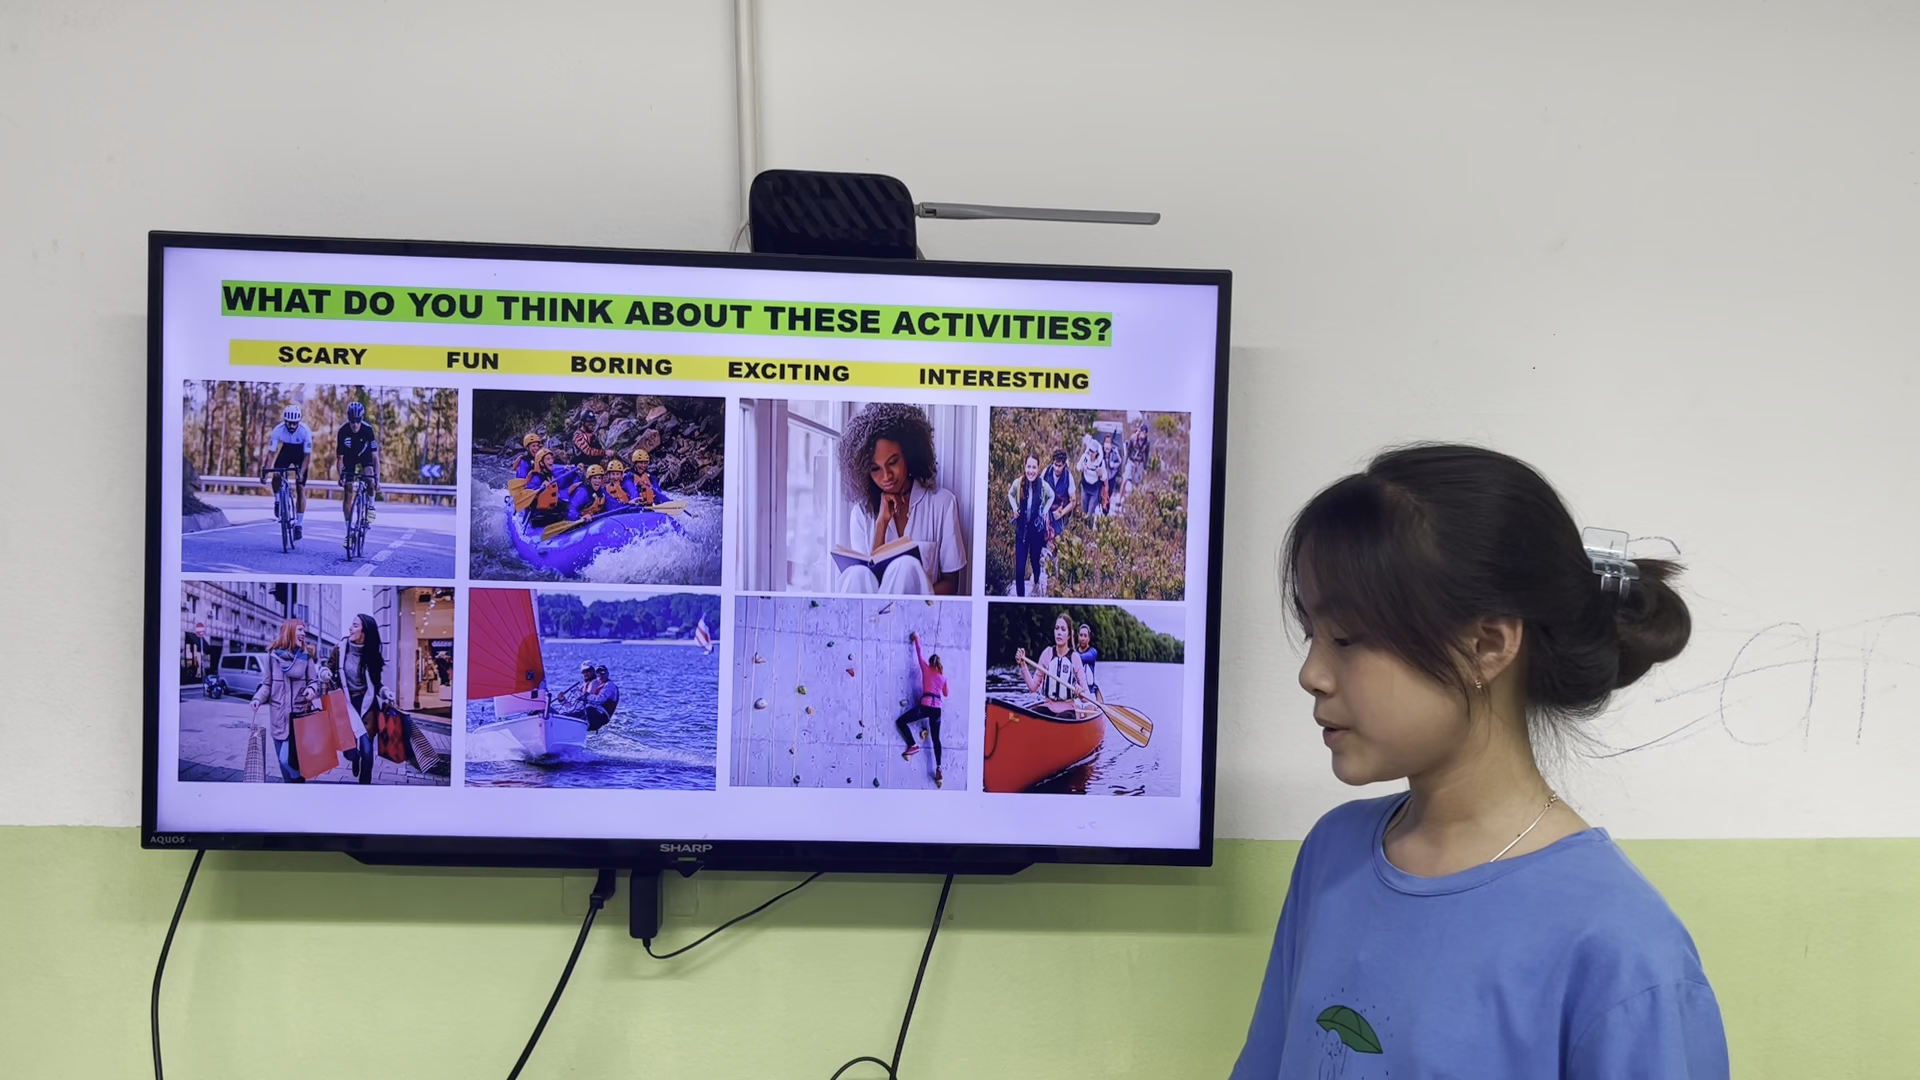 WHAT DO YOU THINK ABOUT THESE ACTIVITIES?
SCARY FUN BORING EXCITING INTERESTING
AQUOS
SHARP